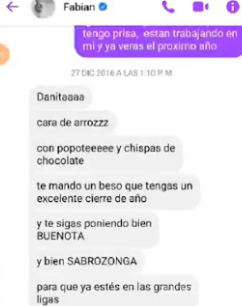 Fabian
tengo prisa, estan trabajando en
mi y ya veras el proximo año
27 DIC 2016 A LAS 1:10 P. M.
Danitaaaa
cara de arrozzz
con popoteeeee y chispas de
chocolate
te mando un beso que tengas un
excelente cierre de año
y te sigas poniendo bien
BUENOTA
y bien SABROZONGA
para que ya estés en las grandes
ligas